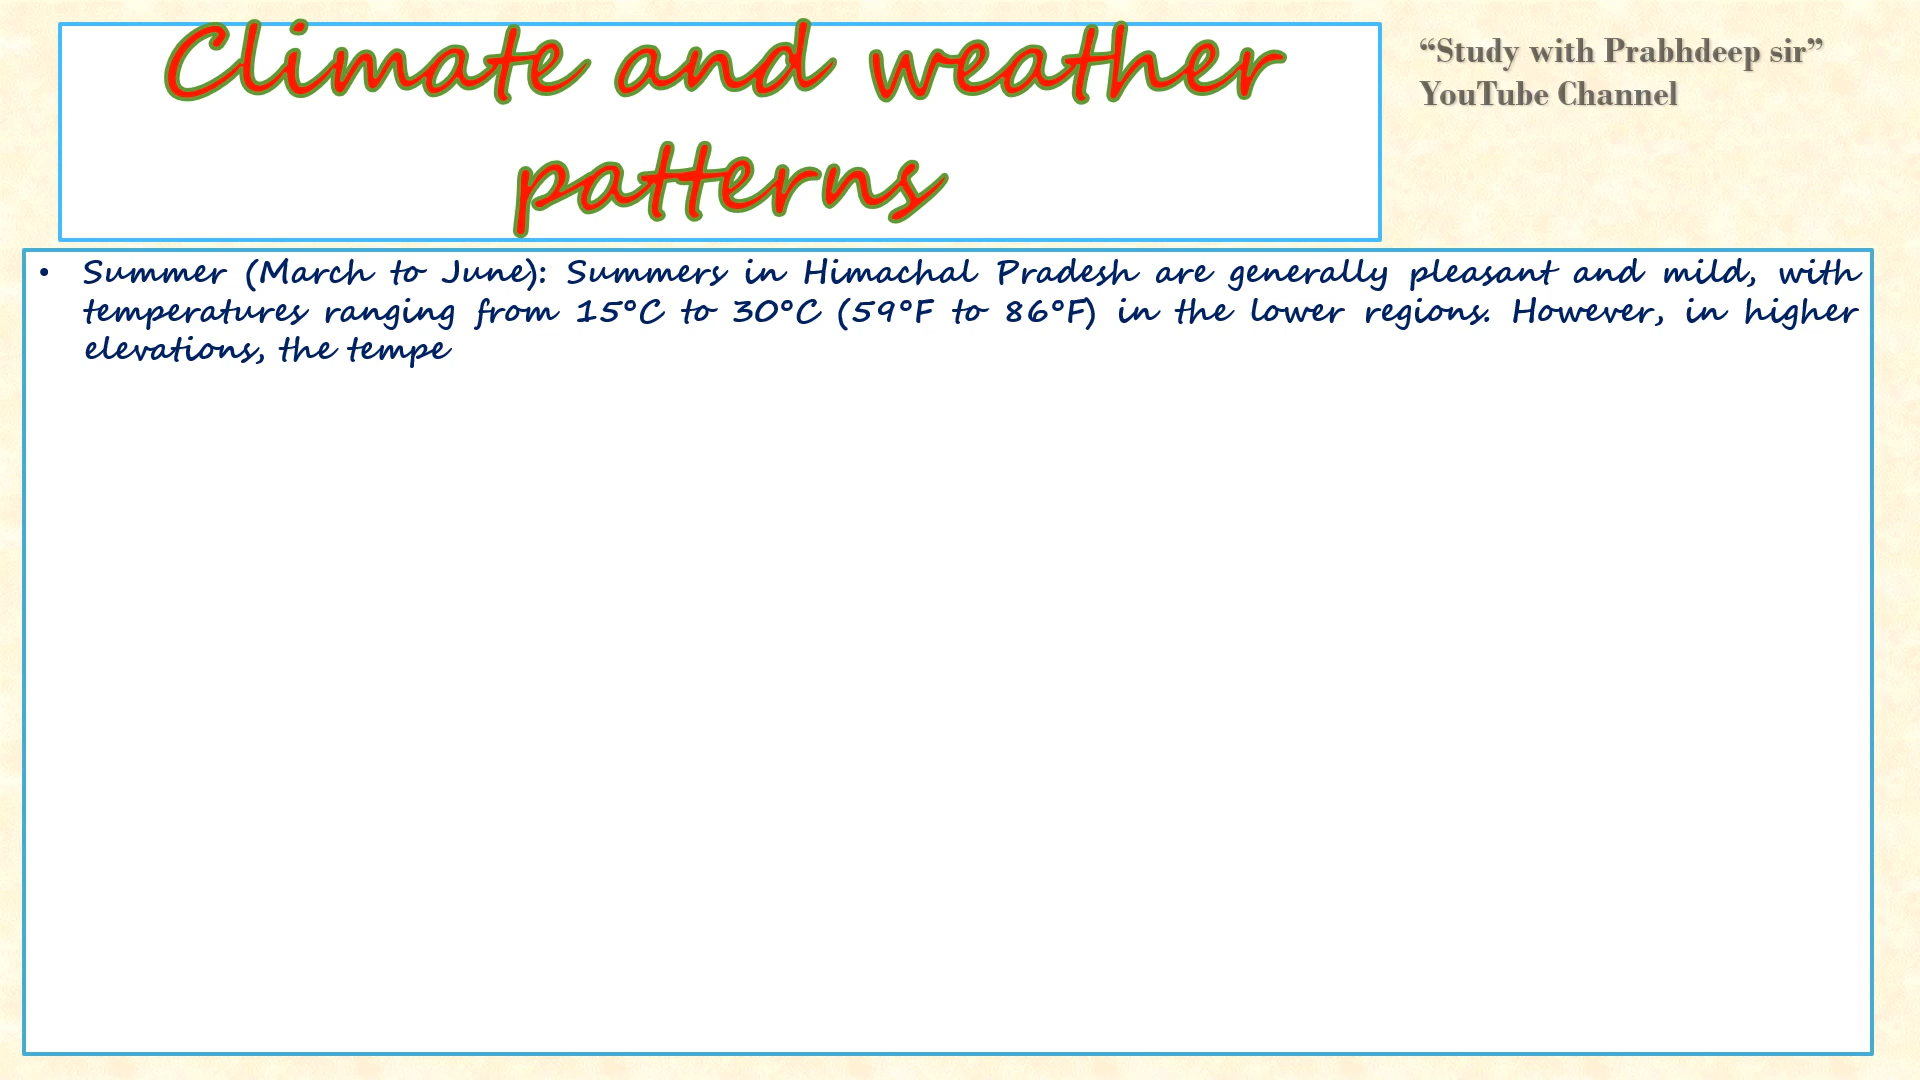 Climate and weather
patterns
“Study with Prabhdeep sir”
YouTube Channel
• Summer (March to June): Summers in Himachal Pradesh are generally pleasant and mild, with
temperatures ranging from 15°C to 30°C (59°F to 86°F) in the lower regions. However, in higher
elevations, the tempe